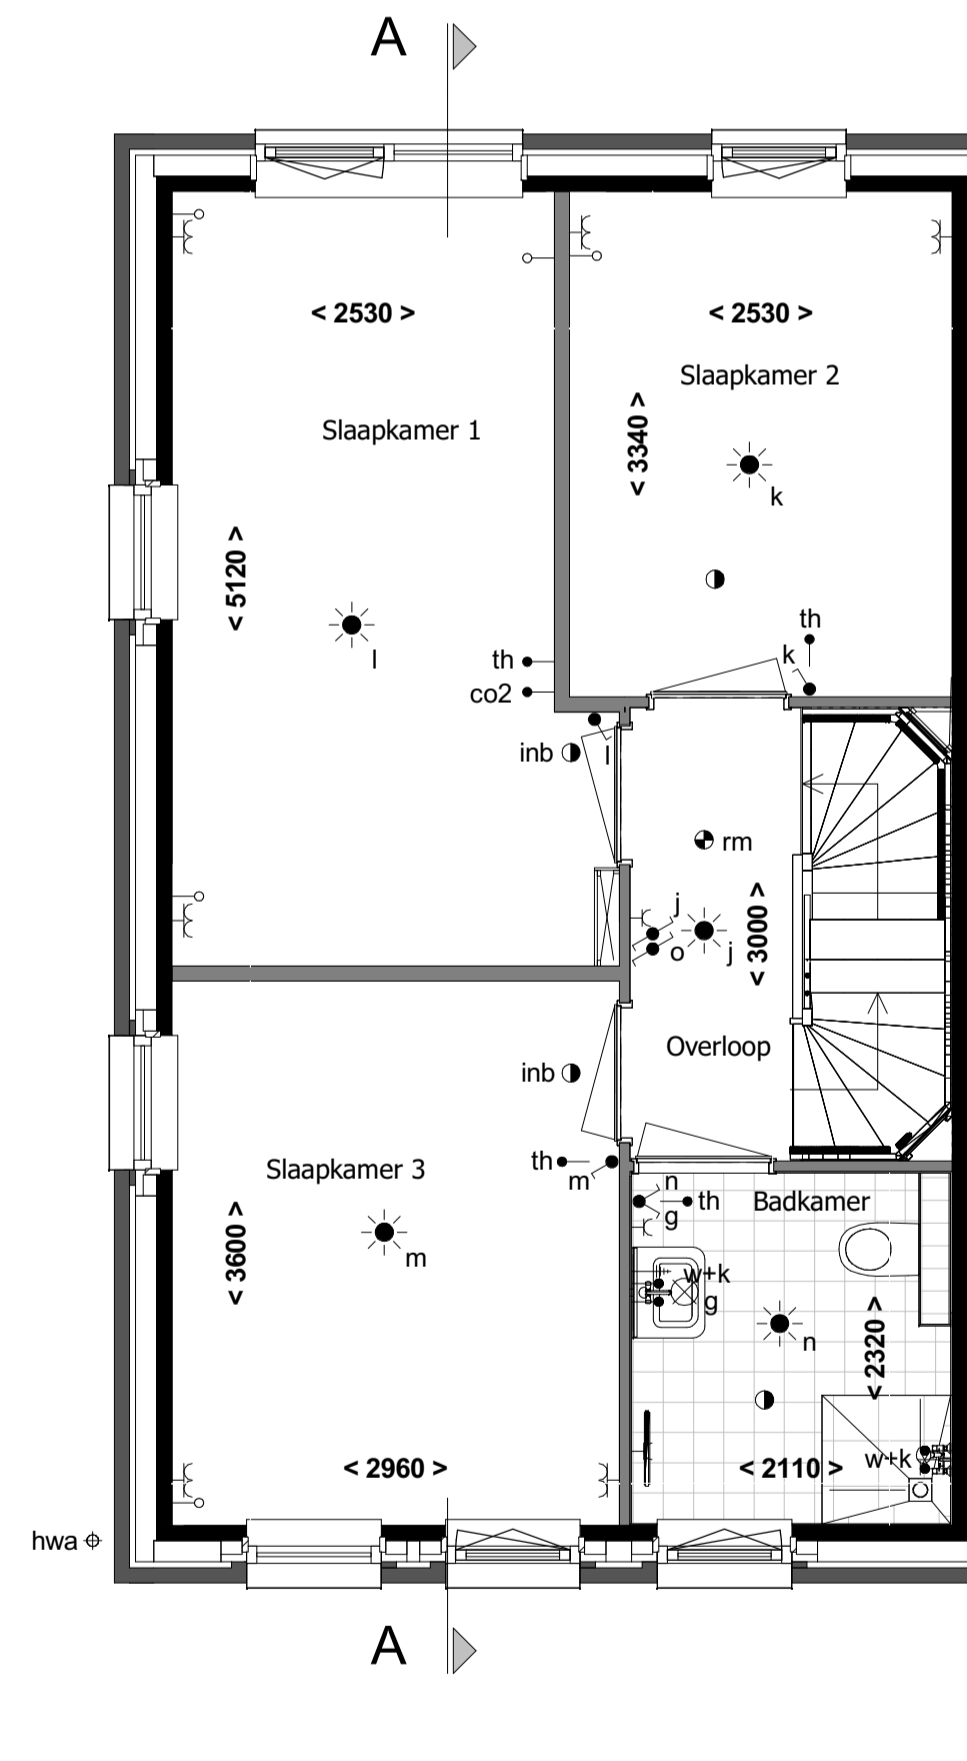 A
< 2530 >
< 2530 >
Slaapkamer 2
Slaapkamer 1
< 3340 >
k
< 5120 >
l
th
k
th
co2
inb
l
rm
j
o
j
< 3000 >
Overloop
inb
Slaapkamer 3
th
m
n
th
g
Badkamer
< 3600 >
m
w+k
g
n
< 2320 >
w+k
< 2960 >
< 2110 >
hwa
A